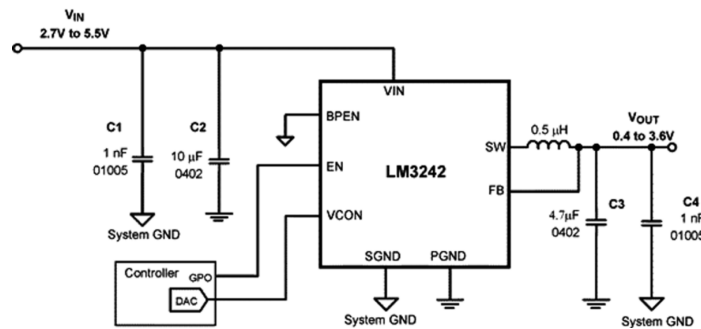 VIN
2.7V to 5.5V
C1
1 nF
01005
System GND
C2
10 µF
0402
VIN
BPEN
EN
VCON
LM3242
SW
FB
SGND
PGND
System GND
0.5 µH
VOUT
0.4 to 3.6V
4.7µF
0402
C3
C4
1 nF
01005
System GND
Controller
GPO
DAC